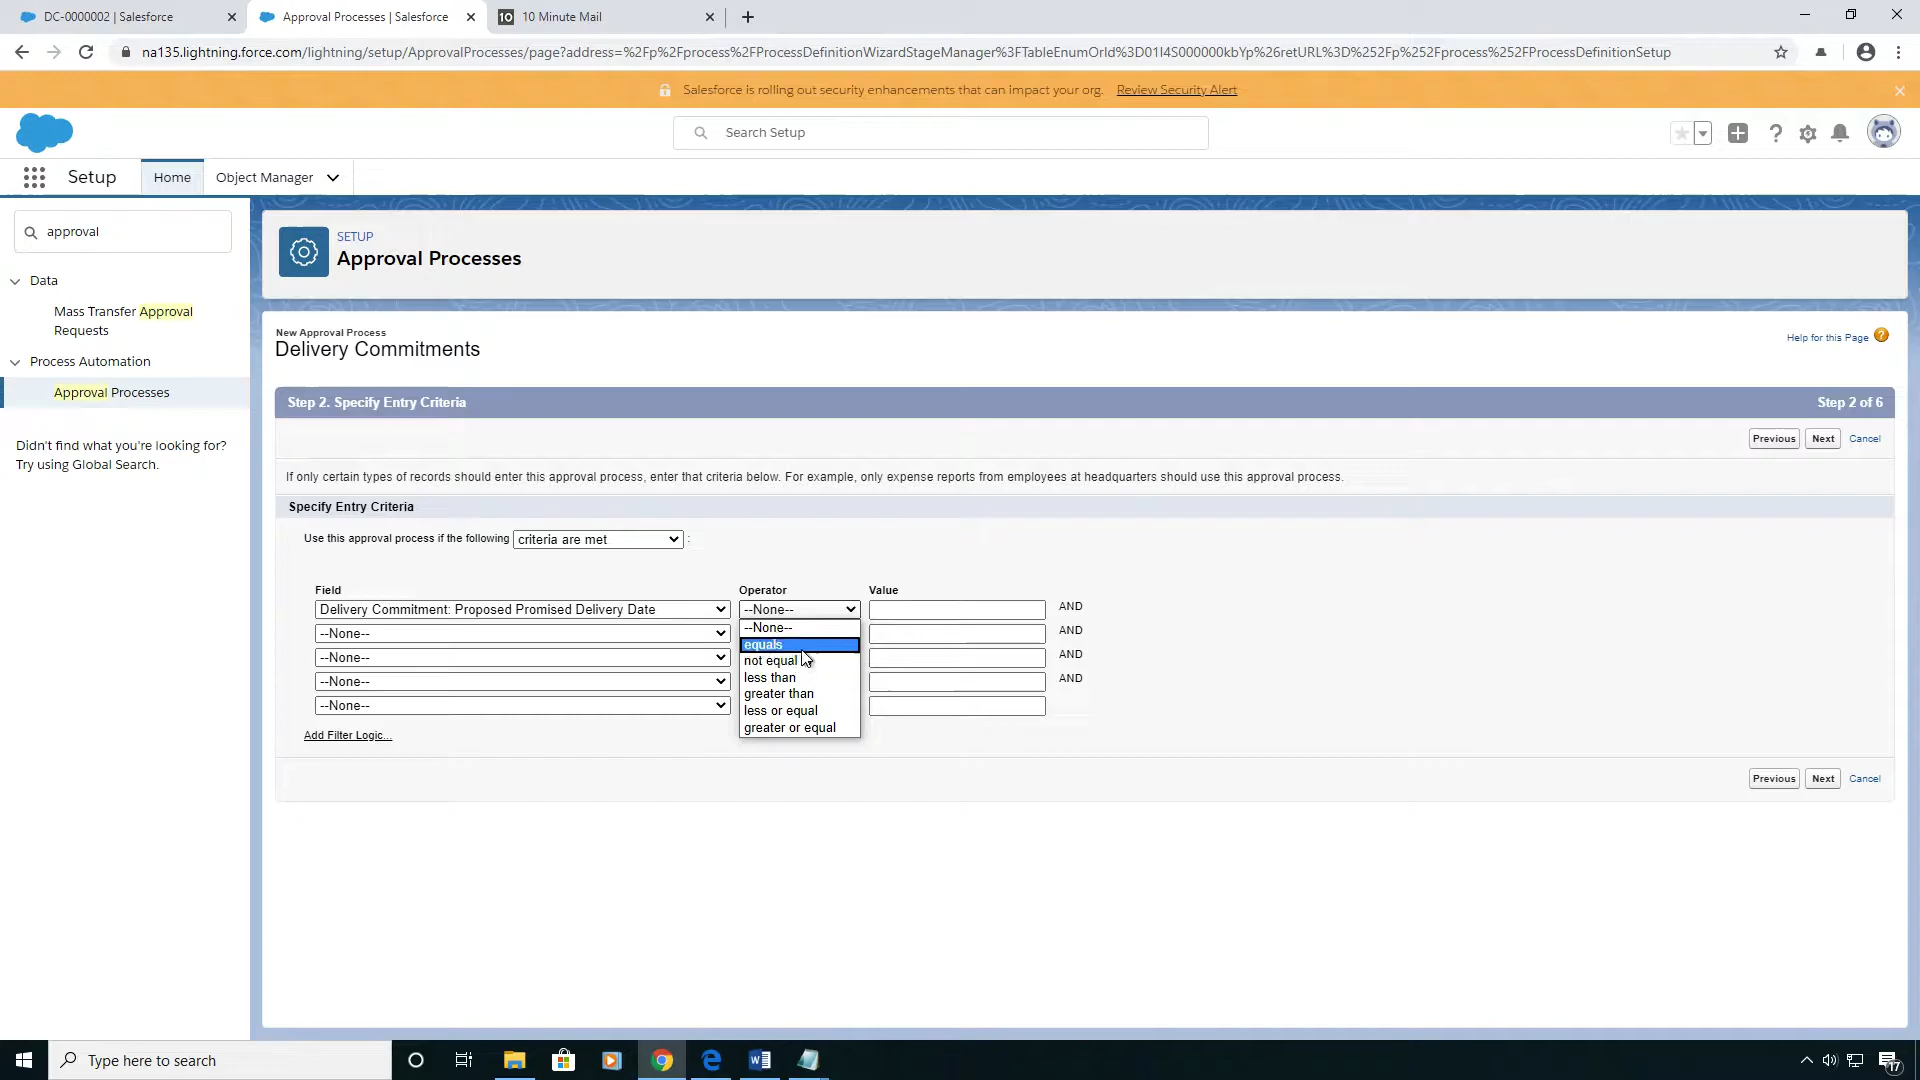 DC-0000002 | Salesforce
Approval Processes | Salesforce
10 10 Minute Mail
na135.lightning.force.com/lightning/setup/ApprovalProcesses/page?address=%2Fp%2Fprocess%2FProcessDefinitionWizardStageManager%3FTableEnumOrId%3D01I4S000000kbYp%26retURL%3D%252Fp%252Fprocess%252FProcessDefinitionSetup
Salesforce is rolling out security enhancements that can impact your org. Review Security Alert
Search Setup
Setup
Home
Object Manager
approval
Data
Mass Transfer Approval
Requests
Process Automation
Approval Processes
Didn't find what you're looking for?
Try using Global Search.
SETUP
Approval Processes
New Approval Process
Delivery Commitments
Help for this Page ?
Step 2. Specify Entry Criteria
Step 2 of 6
Previous Next Cancel
If only certain types of records should enter this approval process, enter that criteria below. For example, only expense reports from employees at headquarters should use this approval process.
Specify Entry Criteria
Use this approval process if the following criteria are met :
Field Operator Value
Delivery Commitment: Proposed Promised Delivery Date --None-- AND
--None-- AND
--None-- AND
--None-- AND
--None--
--None--
equals
not equal
less than
greater than
less or equal
greater or equal
Add Filter Logic...
Previous Next Cancel
Type here to search
17